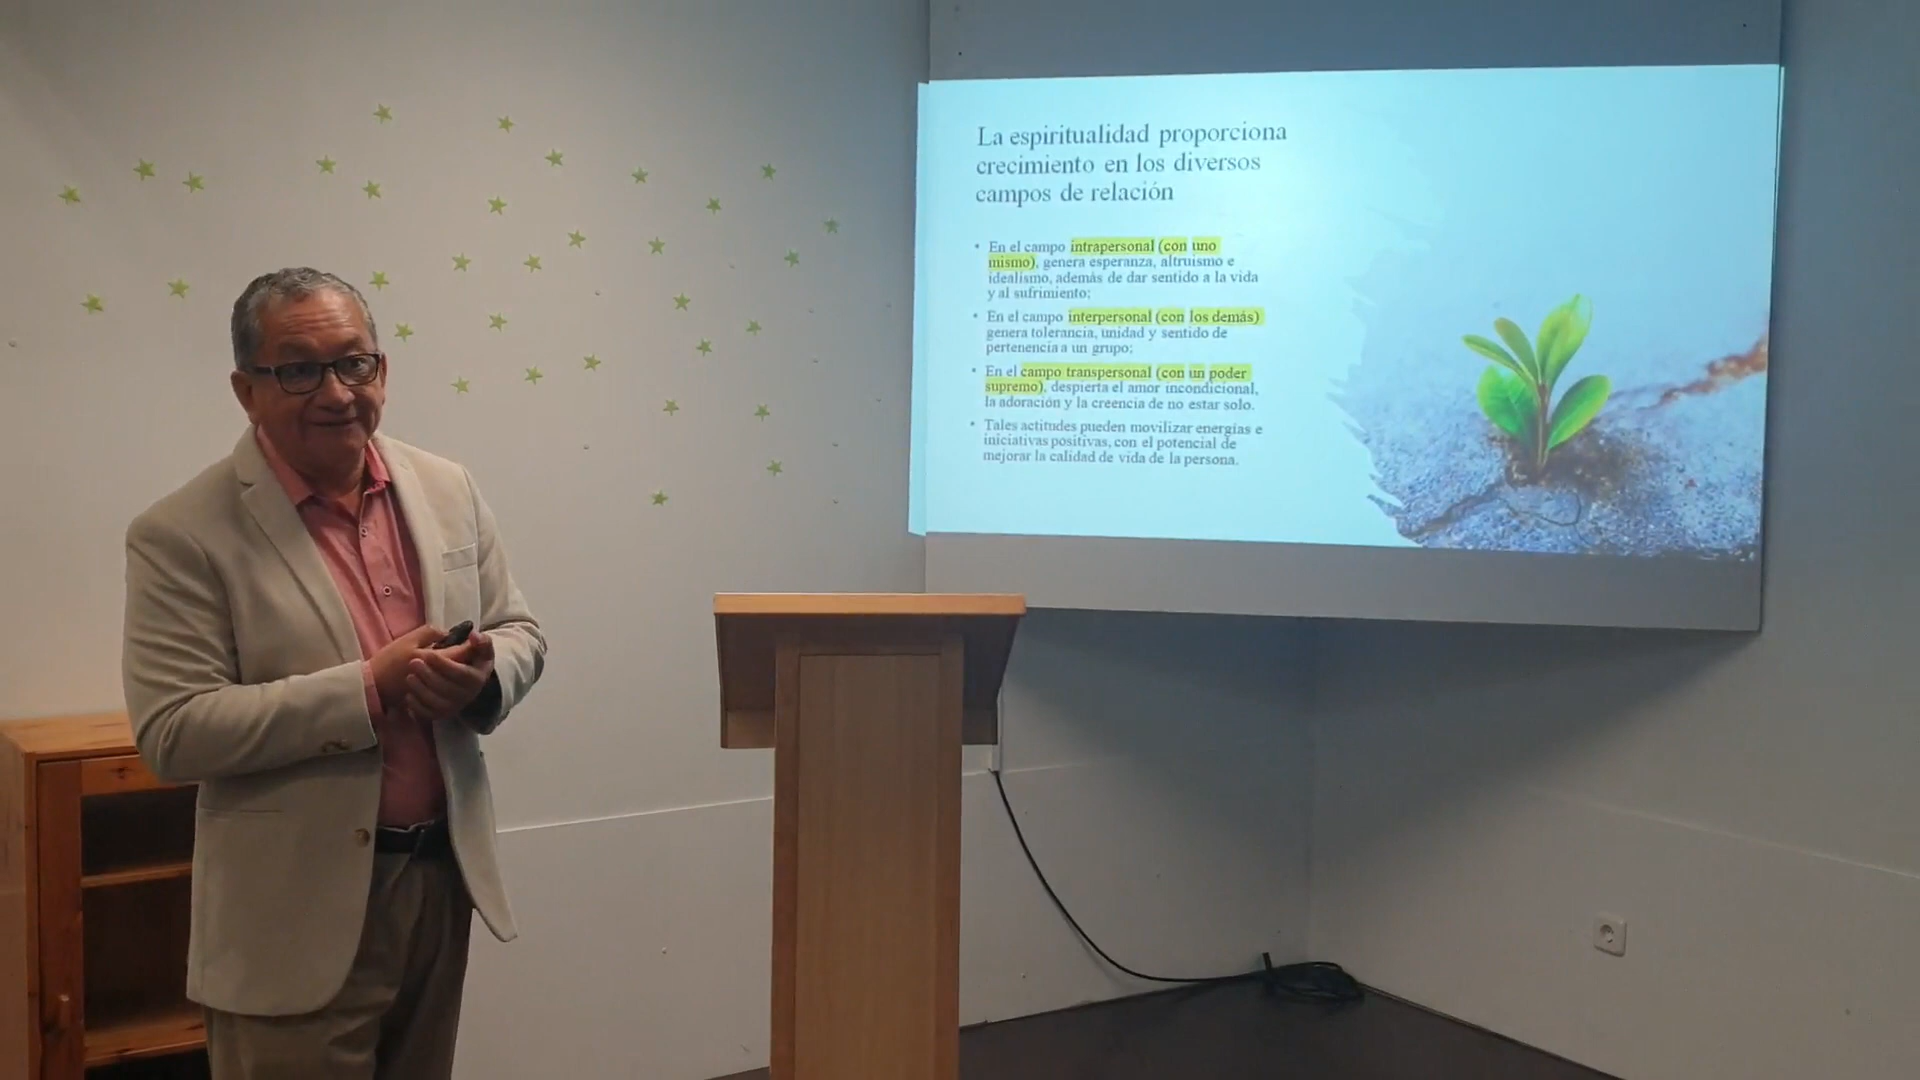 La espiritualidad proporciona
crecimiento en los diversos
campos de relación
• En el campo intrapersonal (con uno
mismo), genera esperanza, altruismo e
idealismo, además de dar sentido a la vida
y al sufrimiento;
• En el campo interpersonal (con los demás)
genera tolerancia, unidad y sentido de
pertenencia a un grupo;
• En el campo transpersonal (con un poder
supremo), despierta el amor incondicional,
la adoración y la creencia de no estar solo.
• Tales actitudes pueden movilizar energías e
iniciativas positivas, con el potencial de
mejorar la calidad de vida de la persona.